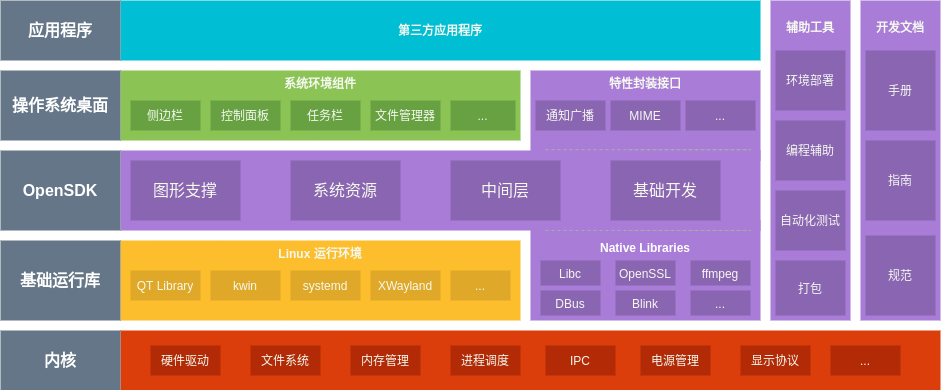 应用程序
第三方应用程序
操作系统桌面
系统环境组件
侧边栏
控制面板
任务栏
文件管理器
...
特性封装接口
通知广播
MIME
...
OpenSDK
图形支撑
系统资源
中间层
基础开发
基础运行库
Linux 运行环境
QT Library
kwin
systemd
XWayland
...
Native Libraries
Libc
OpenSSL
ffmpeg
DBus
Blink
...
辅助工具
环境部署
编程辅助
自动化测试
打包
开发文档
手册
指南
规范
内核
硬件驱动
文件系统
内存管理
进程调度
IPC
电源管理
显示协议
...